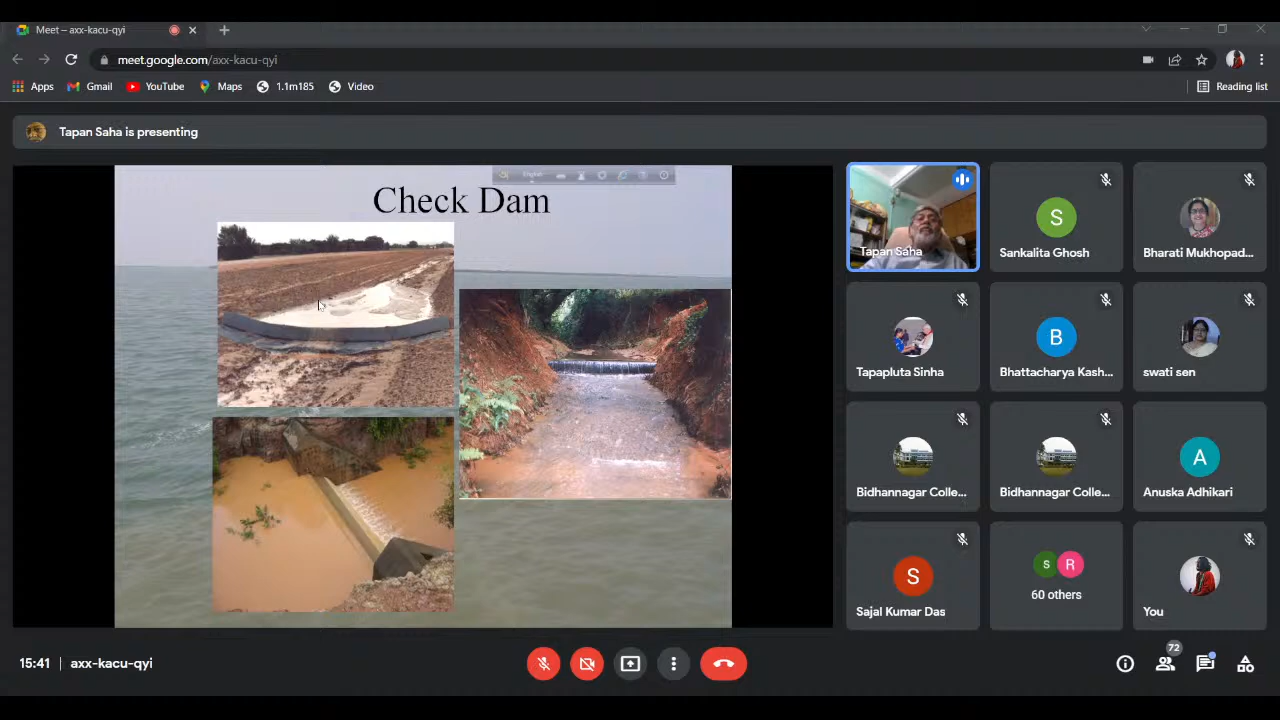 Meet – axx-kacu-qyi
meet.google.com/axx-kacu-qyi
Apps
Gmail
YouTube
Maps
1.1m185
Video
Reading list
Tapan Saha is presenting
English
Check Dam
Tapan Saha
Sankalita Ghosh
Bharati Mukhopad...
Tapapluta Sinha
Bhattacharya Kash...
swati sen
Bidhannagar Colle...
Bidhannagar Colle...
Anuska Adhikari
Sajal Kumar Das
60 others
You
S
B
A
S
s
R
15:41
axx-kacu-qyi
72